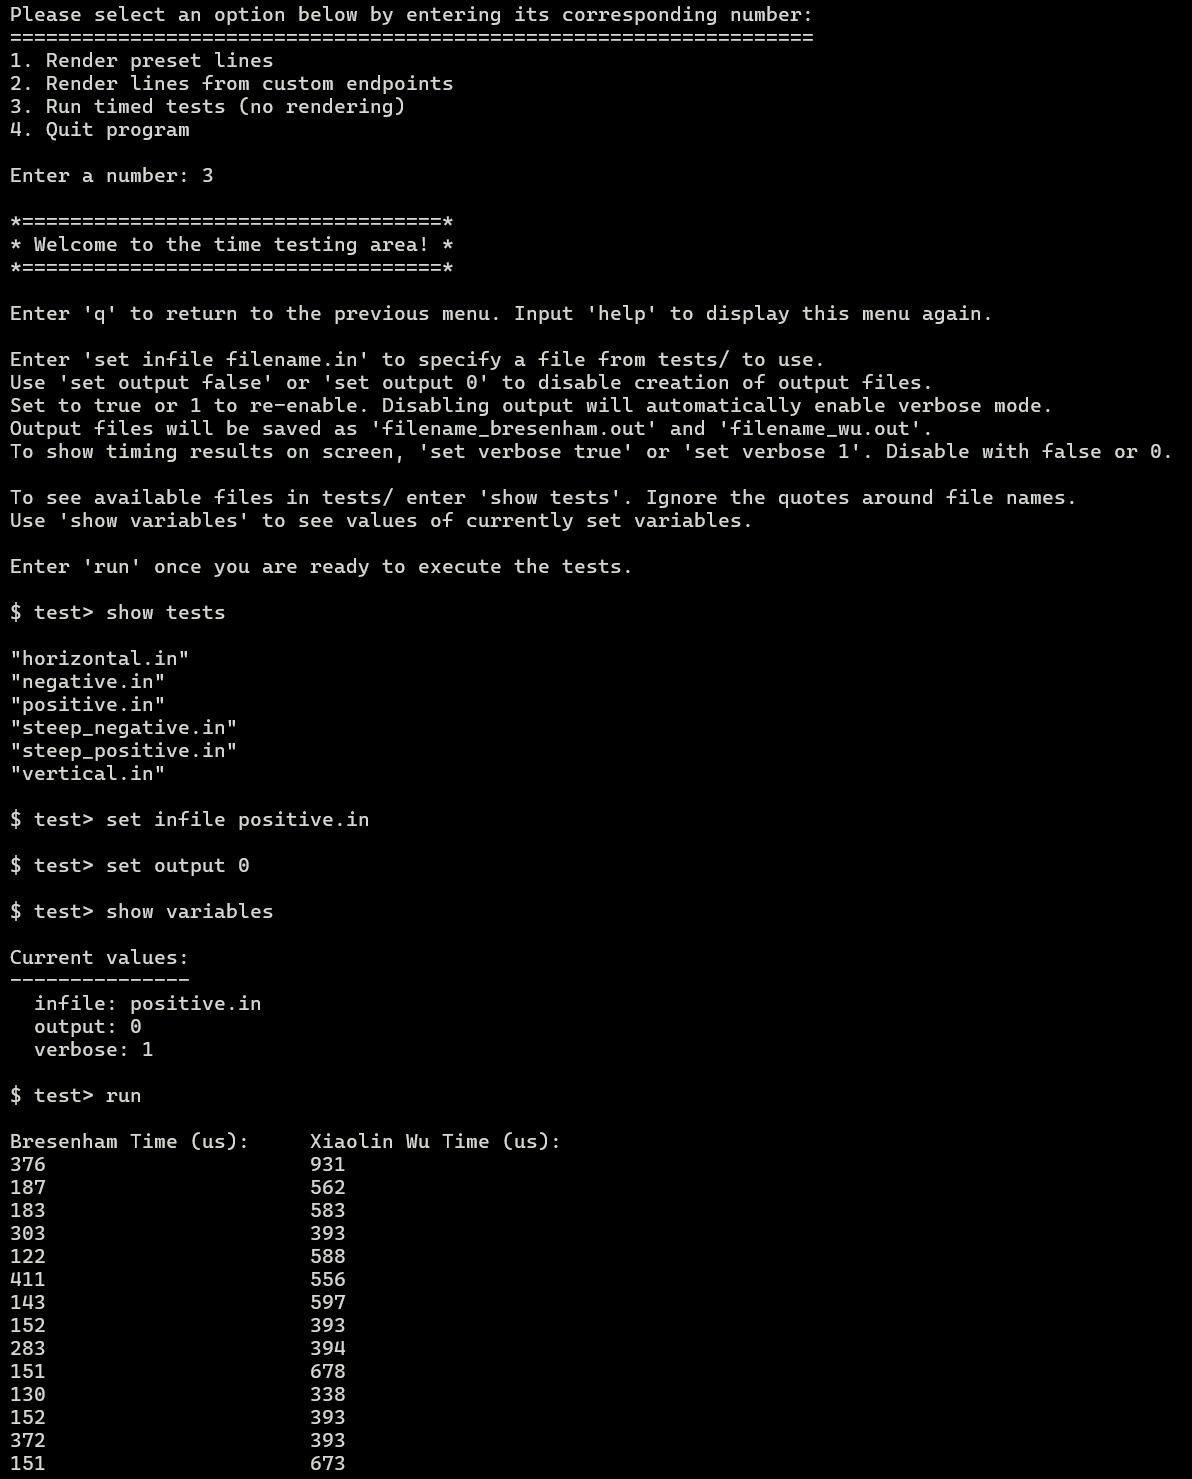 Please select an option below by entering its corresponding number:
===================================================================
1. Render preset lines
2. Render lines from custom endpoints
3. Run timed tests (no rendering)
4. Quit program
Enter a number: 3
*===================================*
* Welcome to the time testing area! *
*===================================*
Enter 'q' to return to the previous menu. Input 'help' to display this menu again.
Enter 'set infile filename.in' to specify a file from tests/ to use.
Use 'set output false' or 'set output 0' to disable creation of output files.
Set to true or 1 to re-enable. Disabling output will automatically enable verbose mode.
Output files will be saved as 'filename_bresenham.out' and 'filename_wu.out'.
To show timing results on screen, 'set verbose true' or 'set verbose 1'. Disable with false or 0.
To see available files in tests/ enter 'show tests'. Ignore the quotes around file names.
Use 'show variables' to see values of currently set variables.
Enter 'run' once you are ready to execute the tests.
$ test> show tests
"horizontal.in"
"negative.in"
"positive.in"
"steep_negative.in"
"steep_positive.in"
"vertical.in"
$ test> set infile positive.in
$ test> set output 0
$ test> show variables
Current values:
---------------
  infile: positive.in
  output: 0
  verbose: 1
$ test> run
Bresenham Time (us):     Xiaolin Wu Time (us):
376                      931
187                      562
183                      583
303                      393
122                      588
411                      556
143                      597
152                      393
283                      394
151                      678
130                      338
152                      393
372                      393
151                      673